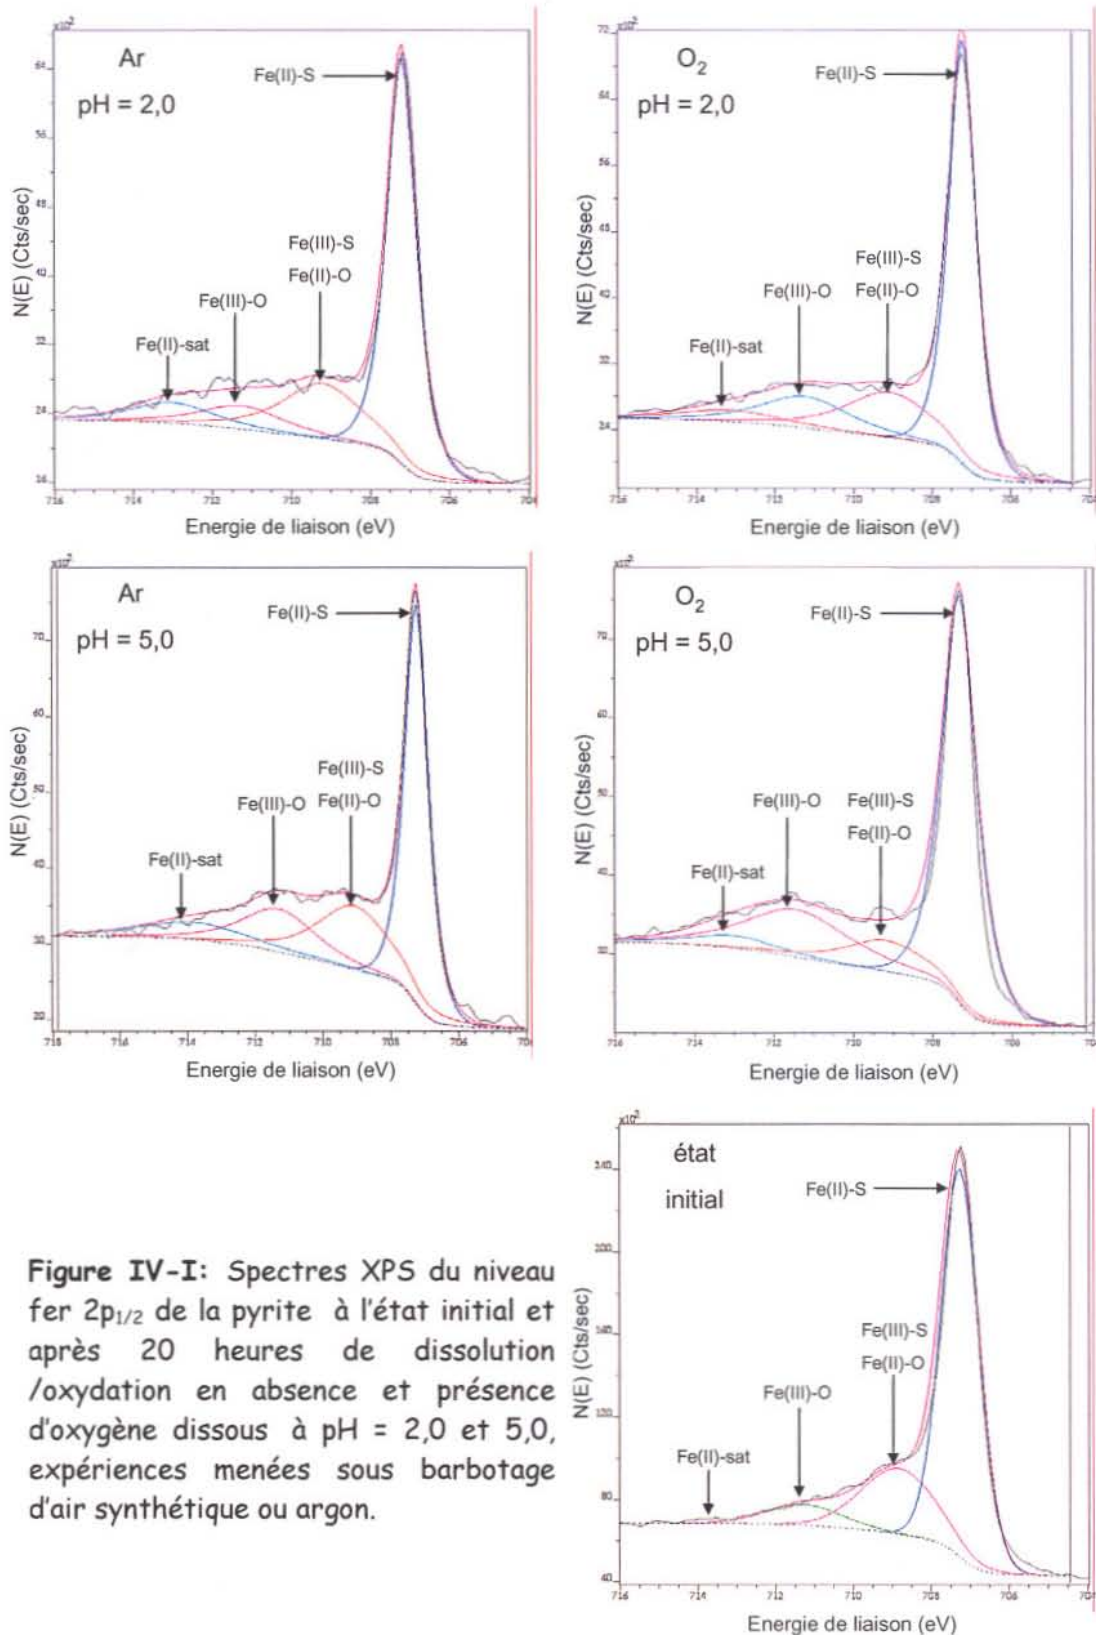 Ar
pH = 2,0
Fe(II)-S
Fe(III)-S
Fe(II)-O
Fe(III)-O
Fe(II)-sat
N(E) (Cts/sec)
716 714 712 710 708 706 704
Energie de liaison (eV)
O2
pH = 2,0
Fe(II)-S
Fe(III)-S
Fe(III)-O Fe(II)-O
Fe(II)-sat
N(E) (Cts/sec)
Energie de liaison (eV)
Ar
pH = 5,0
Fe(II)-S
Fe(III)-S
Fe(III)-O Fe(II)-O
Fe(II)-sat
N(E) (Cts/sec)
Energie de liaison (eV)
O2
pH = 5,0
Fe(II)-S
Fe(III)-O Fe(III)-S
Fe(II)-O
Fe(II)-sat
N(E) (Cts/sec)
Energie de liaison (eV)
état
initial
Fe(II)-S
Fe(III)-S
Fe(II)-O
Fe(III)-O
Fe(II)-sat
N(E) (Cts/sec)
Energie de liaison (eV)
Figure IV-I: Spectres XPS du niveau
fer 2p1/2 de la pyrite à l'état initial et
après 20 heures de dissolution
/oxydation en absence et présence
d'oxygène dissous à pH = 2,0 et 5,0,
expériences menées sous barbotage
d'air synthétique ou argon.